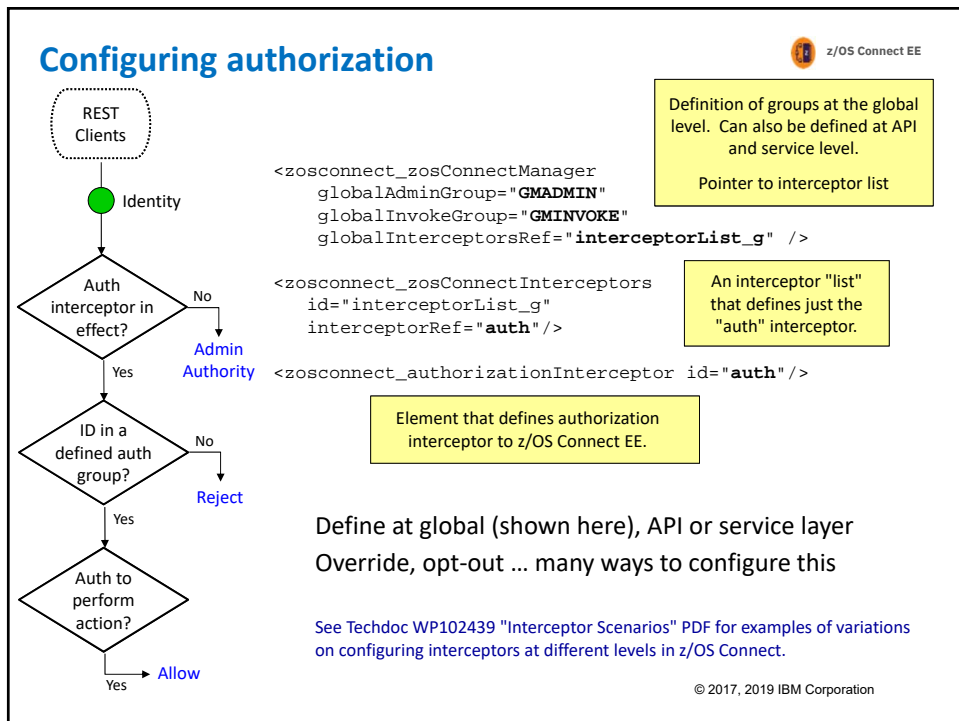 Configuring authorization
z/OS Connect EE
REST
Clients
Identity
Auth
interceptor in
effect?
No
Admin
Authority
Yes
ID in a
defined auth
group?
No
Reject
Yes
Auth to
perform
action?
Yes
Allow
<zosconnect_zosConnectManager
globalAdminGroup="GMADMIN"
globalInvokeGroup="GMINVOKE"
globalInterceptorsRef="interceptorList_g" />
Definition of groups at the global
level. Can also be defined at API
and service level.
Pointer to interceptor list
<zosconnect_zosConnectInterceptors
id="interceptorList_g"
interceptorRef="auth"/>
An interceptor "list"
that defines just the
"auth" interceptor.
<zosconnect_authorizationInterceptor id="auth"/>
Element that defines authorization
interceptor to z/OS Connect EE.
Define at global (shown here), API or service layer
Override, opt-out … many ways to configure this
See Techdoc WP102439 "Interceptor Scenarios" PDF for examples of variations
on configuring interceptors at different levels in z/OS Connect.
© 2017, 2019 IBM Corporation